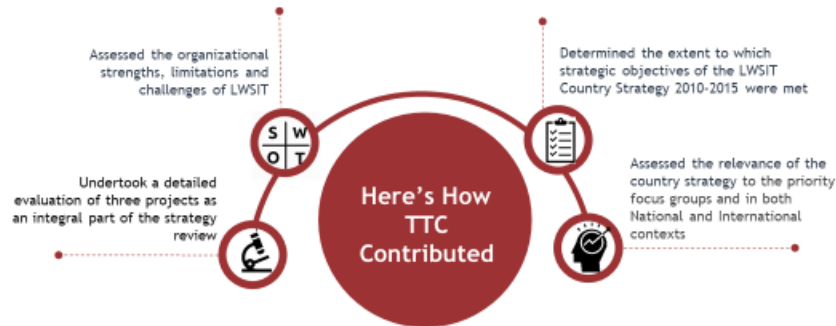 Assessed the organizational
strengths, limitations and
challenges of LWSIT
Determined the extent to which
strategic objectives of the LWSIT
Country Strategy 2010-2015 were met
S W
O T
Undertook a detailed
evaluation of three projects as
an integral part of the strategy
review
Here's How
TTC
Contributed
Assessed the relevance of the
country strategy to the priority
focus groups and in both
National and International
contexts